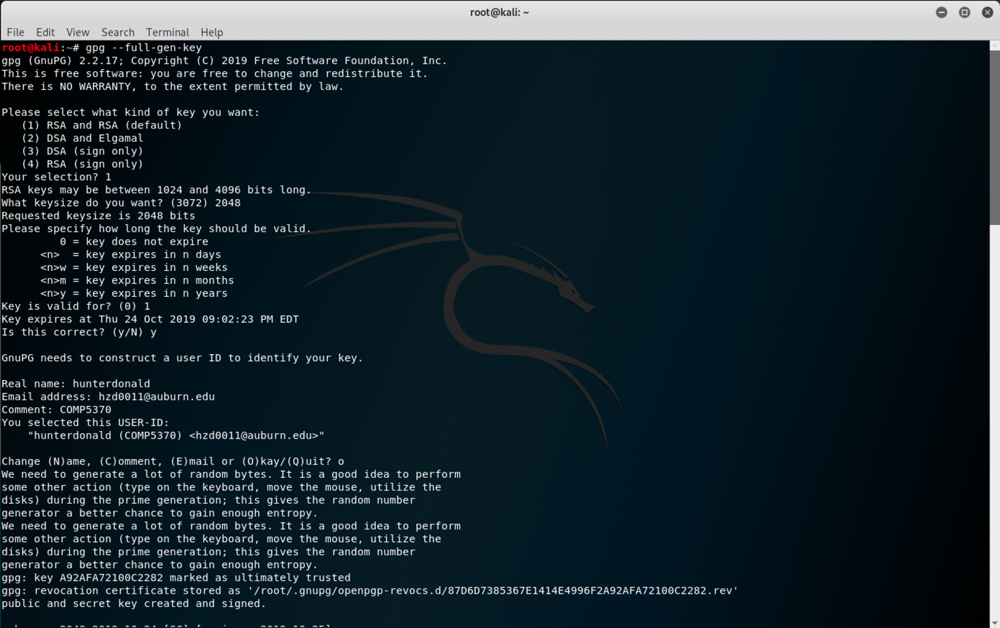 root@kali: ~
File Edit View Search Terminal Help
root@kali:~# gpg --full-gen-key
gpg (GnuPG) 2.2.17; Copyright (C) 2019 Free Software Foundation, Inc.
This is free software: you are free to change and redistribute it.
There is NO WARRANTY, to the extent permitted by law.
Please select what kind of key you want:
(1) RSA and RSA (default)
(2) DSA and Elgamal
(3) DSA (sign only)
(4) RSA (sign only)
Your selection? 1
RSA keys may be between 1024 and 4096 bits long.
What keysize do you want? (3072) 2048
Requested keysize is 2048 bits
Please specify how long the key should be valid.
0 = key does not expire
<n>  = key expires in n days
<n>w = key expires in n weeks
<n>m = key expires in n months
<n>y = key expires in n years
Key is valid for? (0) 1
Key expires at Thu 24 Oct 2019 09:02:23 PM EDT
Is this correct? (y/N) y
GnuPG needs to construct a user ID to identify your key.
Real name: hunterdonald
Email address: hzd0011@auburn.edu
Comment: COMP5370
You selected this USER-ID:
"hunterdonald (COMP5370) <hzd0011@auburn.edu>"
Change (N)ame, (C)omment, (E)mail or (O)kay/(Q)uit? o
We need to generate a lot of random bytes. It is a good idea to perform
some other action (type on the keyboard, move the mouse, utilize the
disks) during the prime generation; this gives the random number
generator a better chance to gain enough entropy.
We need to generate a lot of random bytes. It is a good idea to perform
some other action (type on the keyboard, move the mouse, utilize the
disks) during the prime generation; this gives the random number
generator a better chance to gain enough entropy.
gpg: key A92AFA72100C2282 marked as ultimately trusted
gpg: revocation certificate stored as '/root/.gnupg/openpgp-revocs.d/87D6D7385367E1414E4996F2A92AFA72100C2282.rev'
public and secret key created and signed.